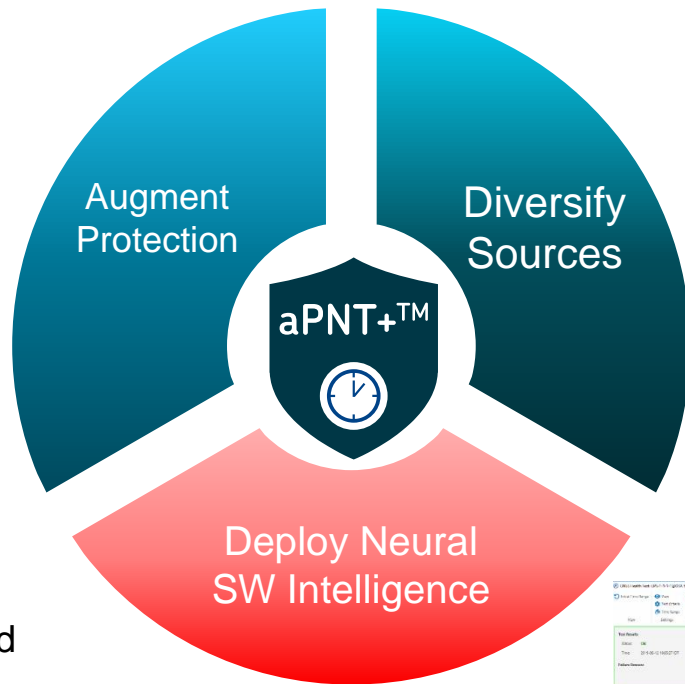 Augment
Protection
Diversify
Sources
aPNT+™
Deploy Neural
SW Intelligence
d